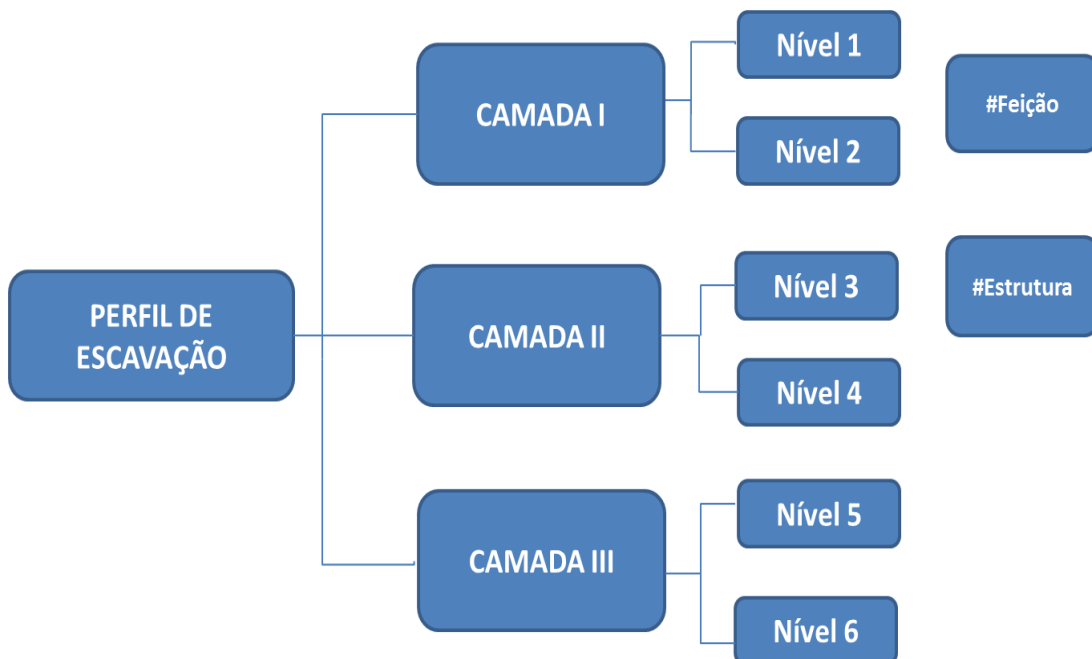 PERFIL DE
ESCAVAÇÃO
CAMADA I
Nível 1
Nível 2
CAMADA II
Nível 3
Nível 4
CAMADA III
Nível 5
Nível 6
#Feição
#Estrutura